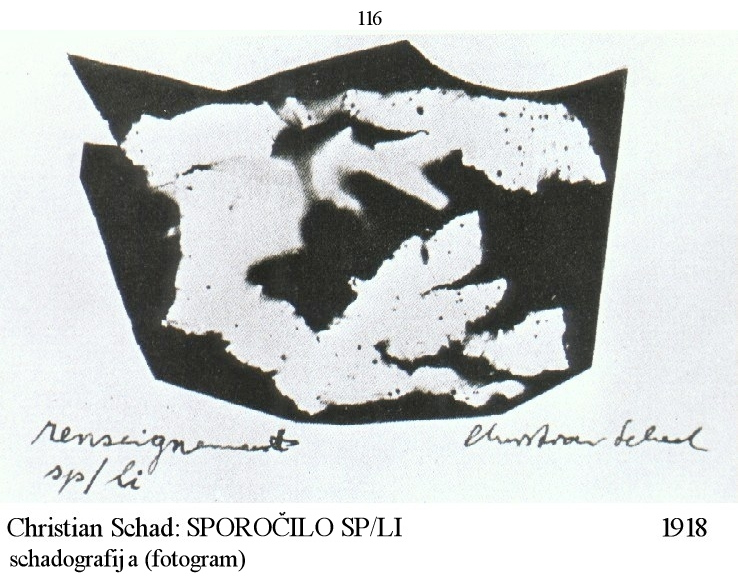 116
renseignement
sp/li
Christian Schad
Christian Schad: SPOROČILO SP/LI 1918
schadografija (fotogram)